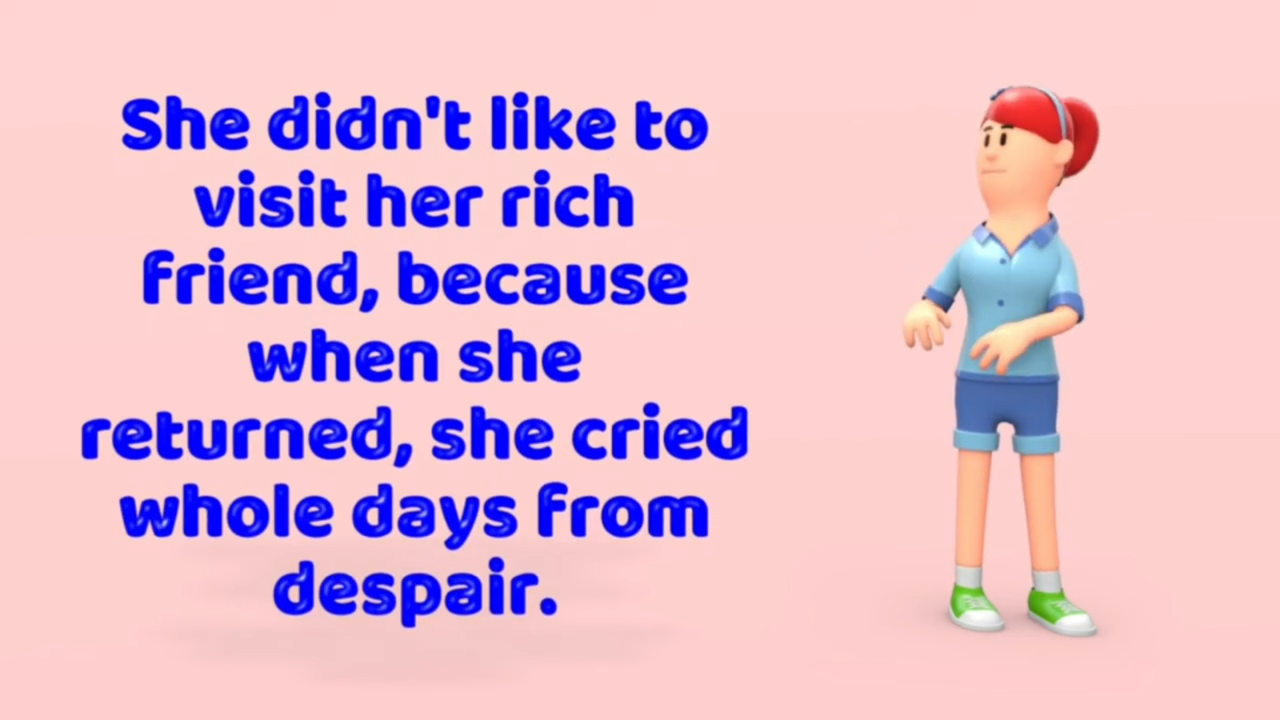 She didn't like to
visit her rich
friend, because
when she
returned, she cried
whole days from
despair.